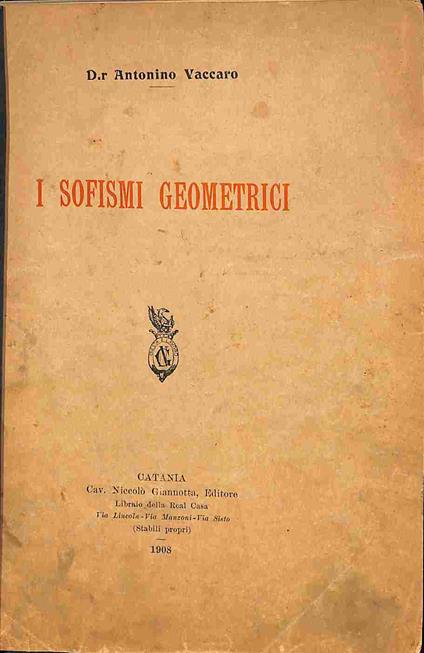 D.r Antonino Vaccaro
I SOFISMI GEOMETRICI
CATANIA
Cav. Niccolò Giannotta, Editore
Libraio della Real Casa
Via Lincoln-Via Manzoni-Via Sisto
(Stabili propri)
1908